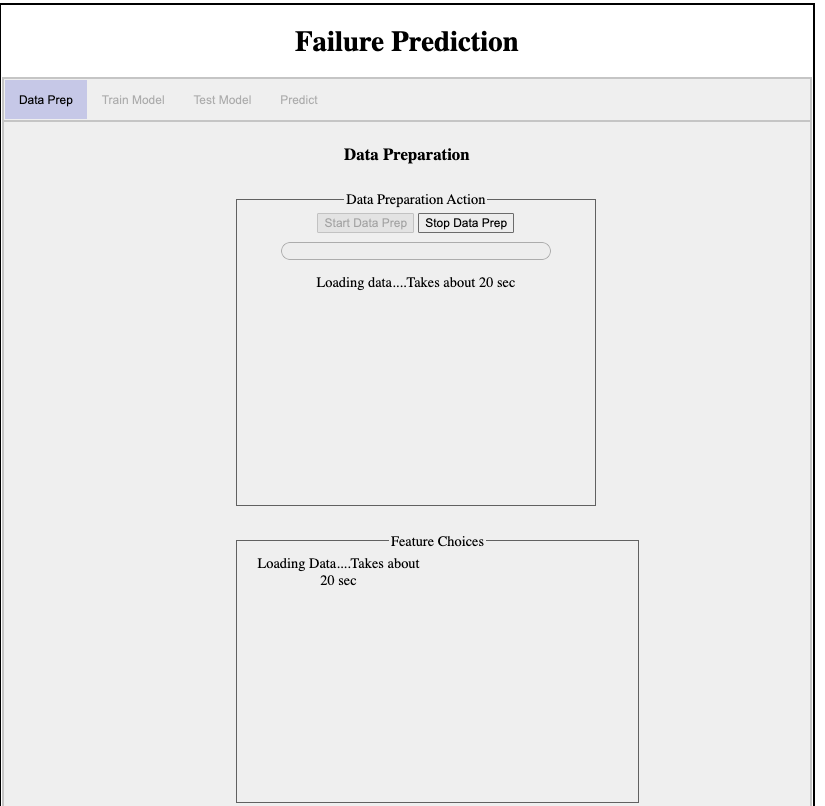 Failure Prediction
Data Prep Train Model Test Model Predict
Data Preparation
Data Preparation Action
Start Data Prep Stop Data Prep
Loading data....Takes about 20 sec
Feature Choices
Loading Data....Takes about
20 sec